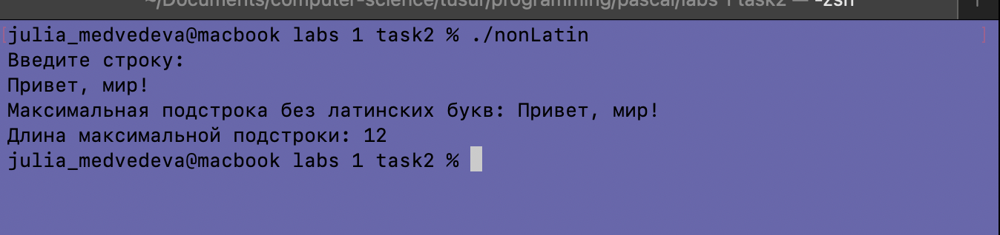 ~/Documents/computer-science/tusur/programming/pascal/labs 1 task2 — -zsh
[julia_medvedeva@macbook labs 1 task2 % ./nonLatin ]
Введите строку:
Привет, мир!
Максимальная подстрока без латинских букв: Привет, мир!
Длина максимальной подстроки: 12
julia_medvedeva@macbook labs 1 task2 %